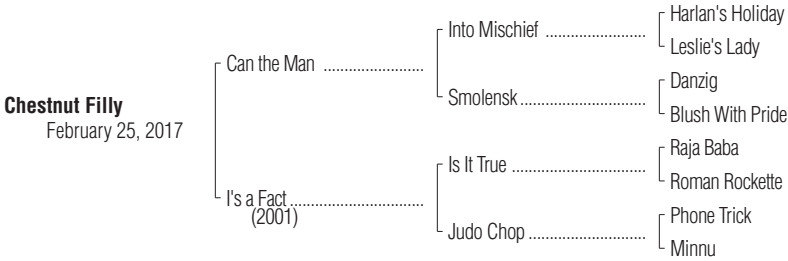 Harlan's Holiday
Into Mischief ........................
Leslie's Lady
Can the Man ........................
Danzig
Smolensk ..............................
Blush With Pride
Chestnut Filly
February 25, 2017
Raja Baba
Is It True ................................
Roman Rockette
I's a Fact ................................
(2001)
Phone Trick
Judo Chop ............................
Minnu